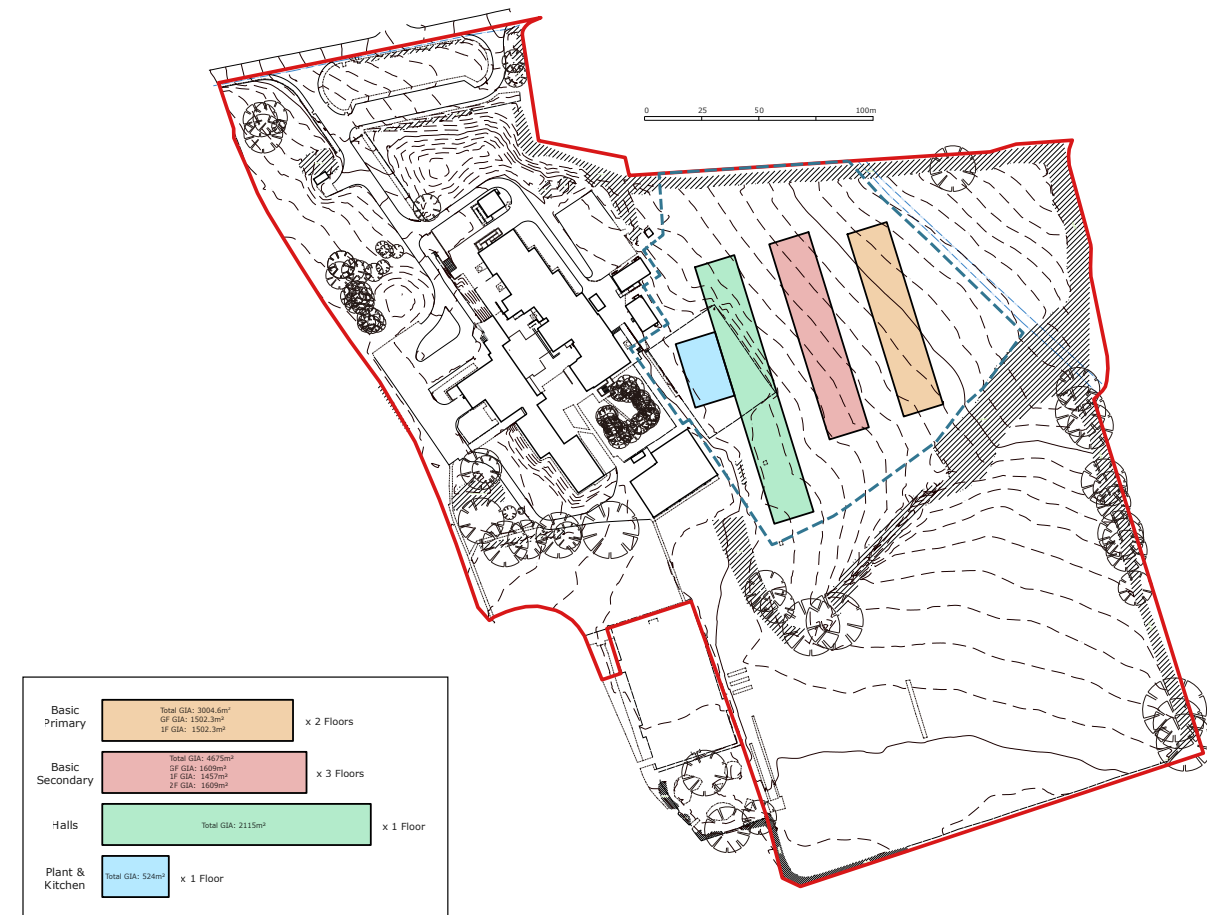 0 25 50 100m
Basic
Primary
Total GIA: 3004.6m²
GF GIA: 1502.3m²
1F GIA: 1502.3m²
x 2 Floors
Basic
Secondary
Total GIA: 4675m²
GF GIA: 1609m²
1F GIA: 1457m²
2F GIA: 1609m²
x 3 Floors
Halls
Total GIA: 2115m²
x 1 Floor
Plant &
Kitchen
Total GIA: 524m²
x 1 Floor